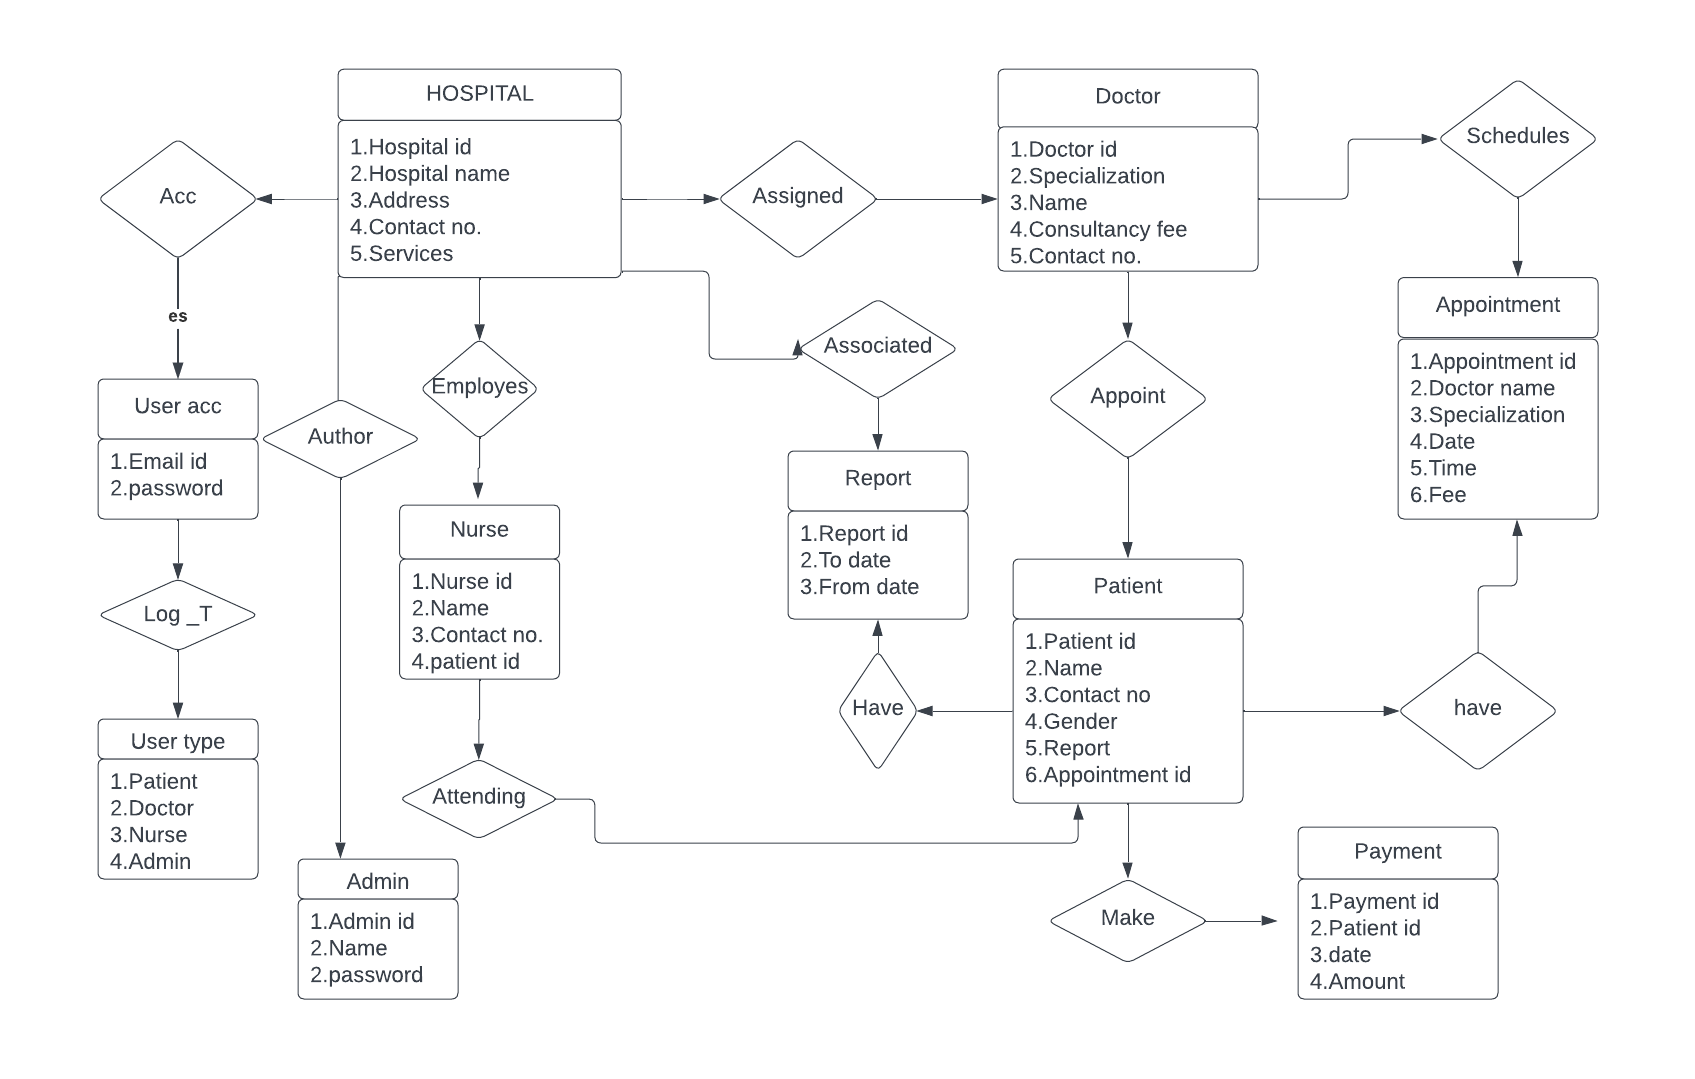 HOSPITAL
1.Hospital id
2.Hospital name
3.Address
4.Contact no.
5.Services
Doctor
1.Doctor id
2.Specialization
3.Name
4.Consultancy fee
5.Contact no.
Schedules
Acc
Assigned
es
Appointment
1.Appointment id
2.Doctor name
3.Specialization
4.Date
5.Time
6.Fee
Associated
Employes
Appoint
User acc
1.Email id
2.password
Author
Report
1.Report id
2.To date
3.From date
Nurse
1.Nurse id
2.Name
3.Contact no.
4.patient id
Patient
1.Patient id
2.Name
3.Contact no
4.Gender
5.Report
6.Appointment id
Log _T
Have
have
User type
1.Patient
2.Doctor
3.Nurse
4.Admin
Attending
Admin
1.Admin id
2.Name
2.password
Make
Payment
1.Payment id
2.Patient id
3.date
4.Amount